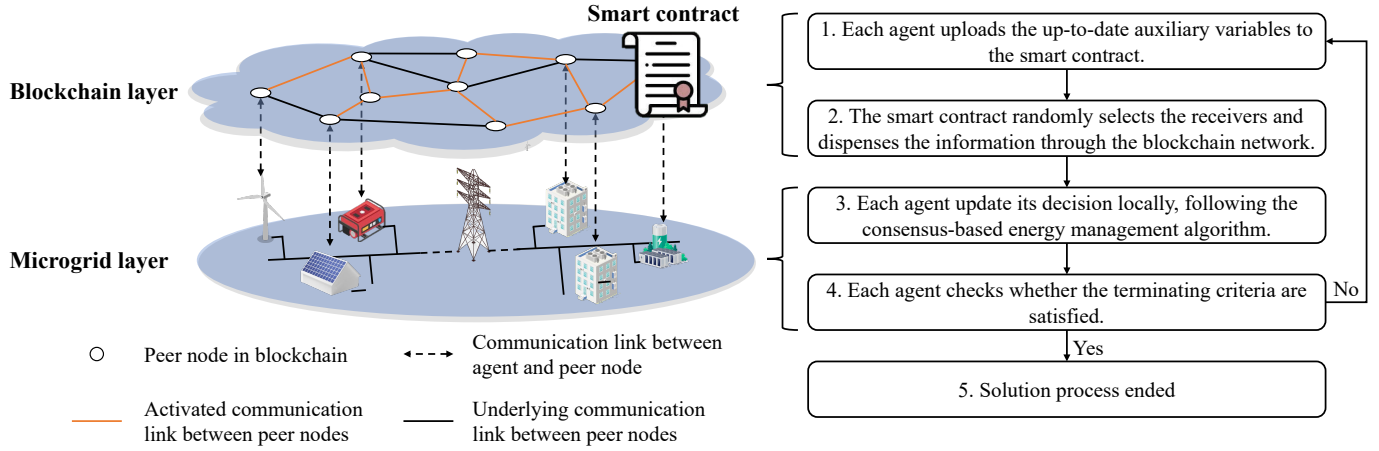 Smart contract
Blockchain layer
Microgrid layer
Peer node in blockchain
Communication link between
agent and peer node
Activated communication
link between peer nodes
Underlying communication
link between peer nodes
1. Each agent uploads the up-to-date auxiliary variables to
the smart contract.
2. The smart contract randomly selects the receivers and
dispenses the information through the blockchain network.
3. Each agent update its decision locally, following the
consensus-based energy management algorithm.
4. Each agent checks whether the terminating criteria are
satisfied.
No
Yes
5. Solution process ended